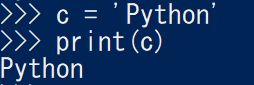 >>> c = 'Python'
>>> print(c)
Python